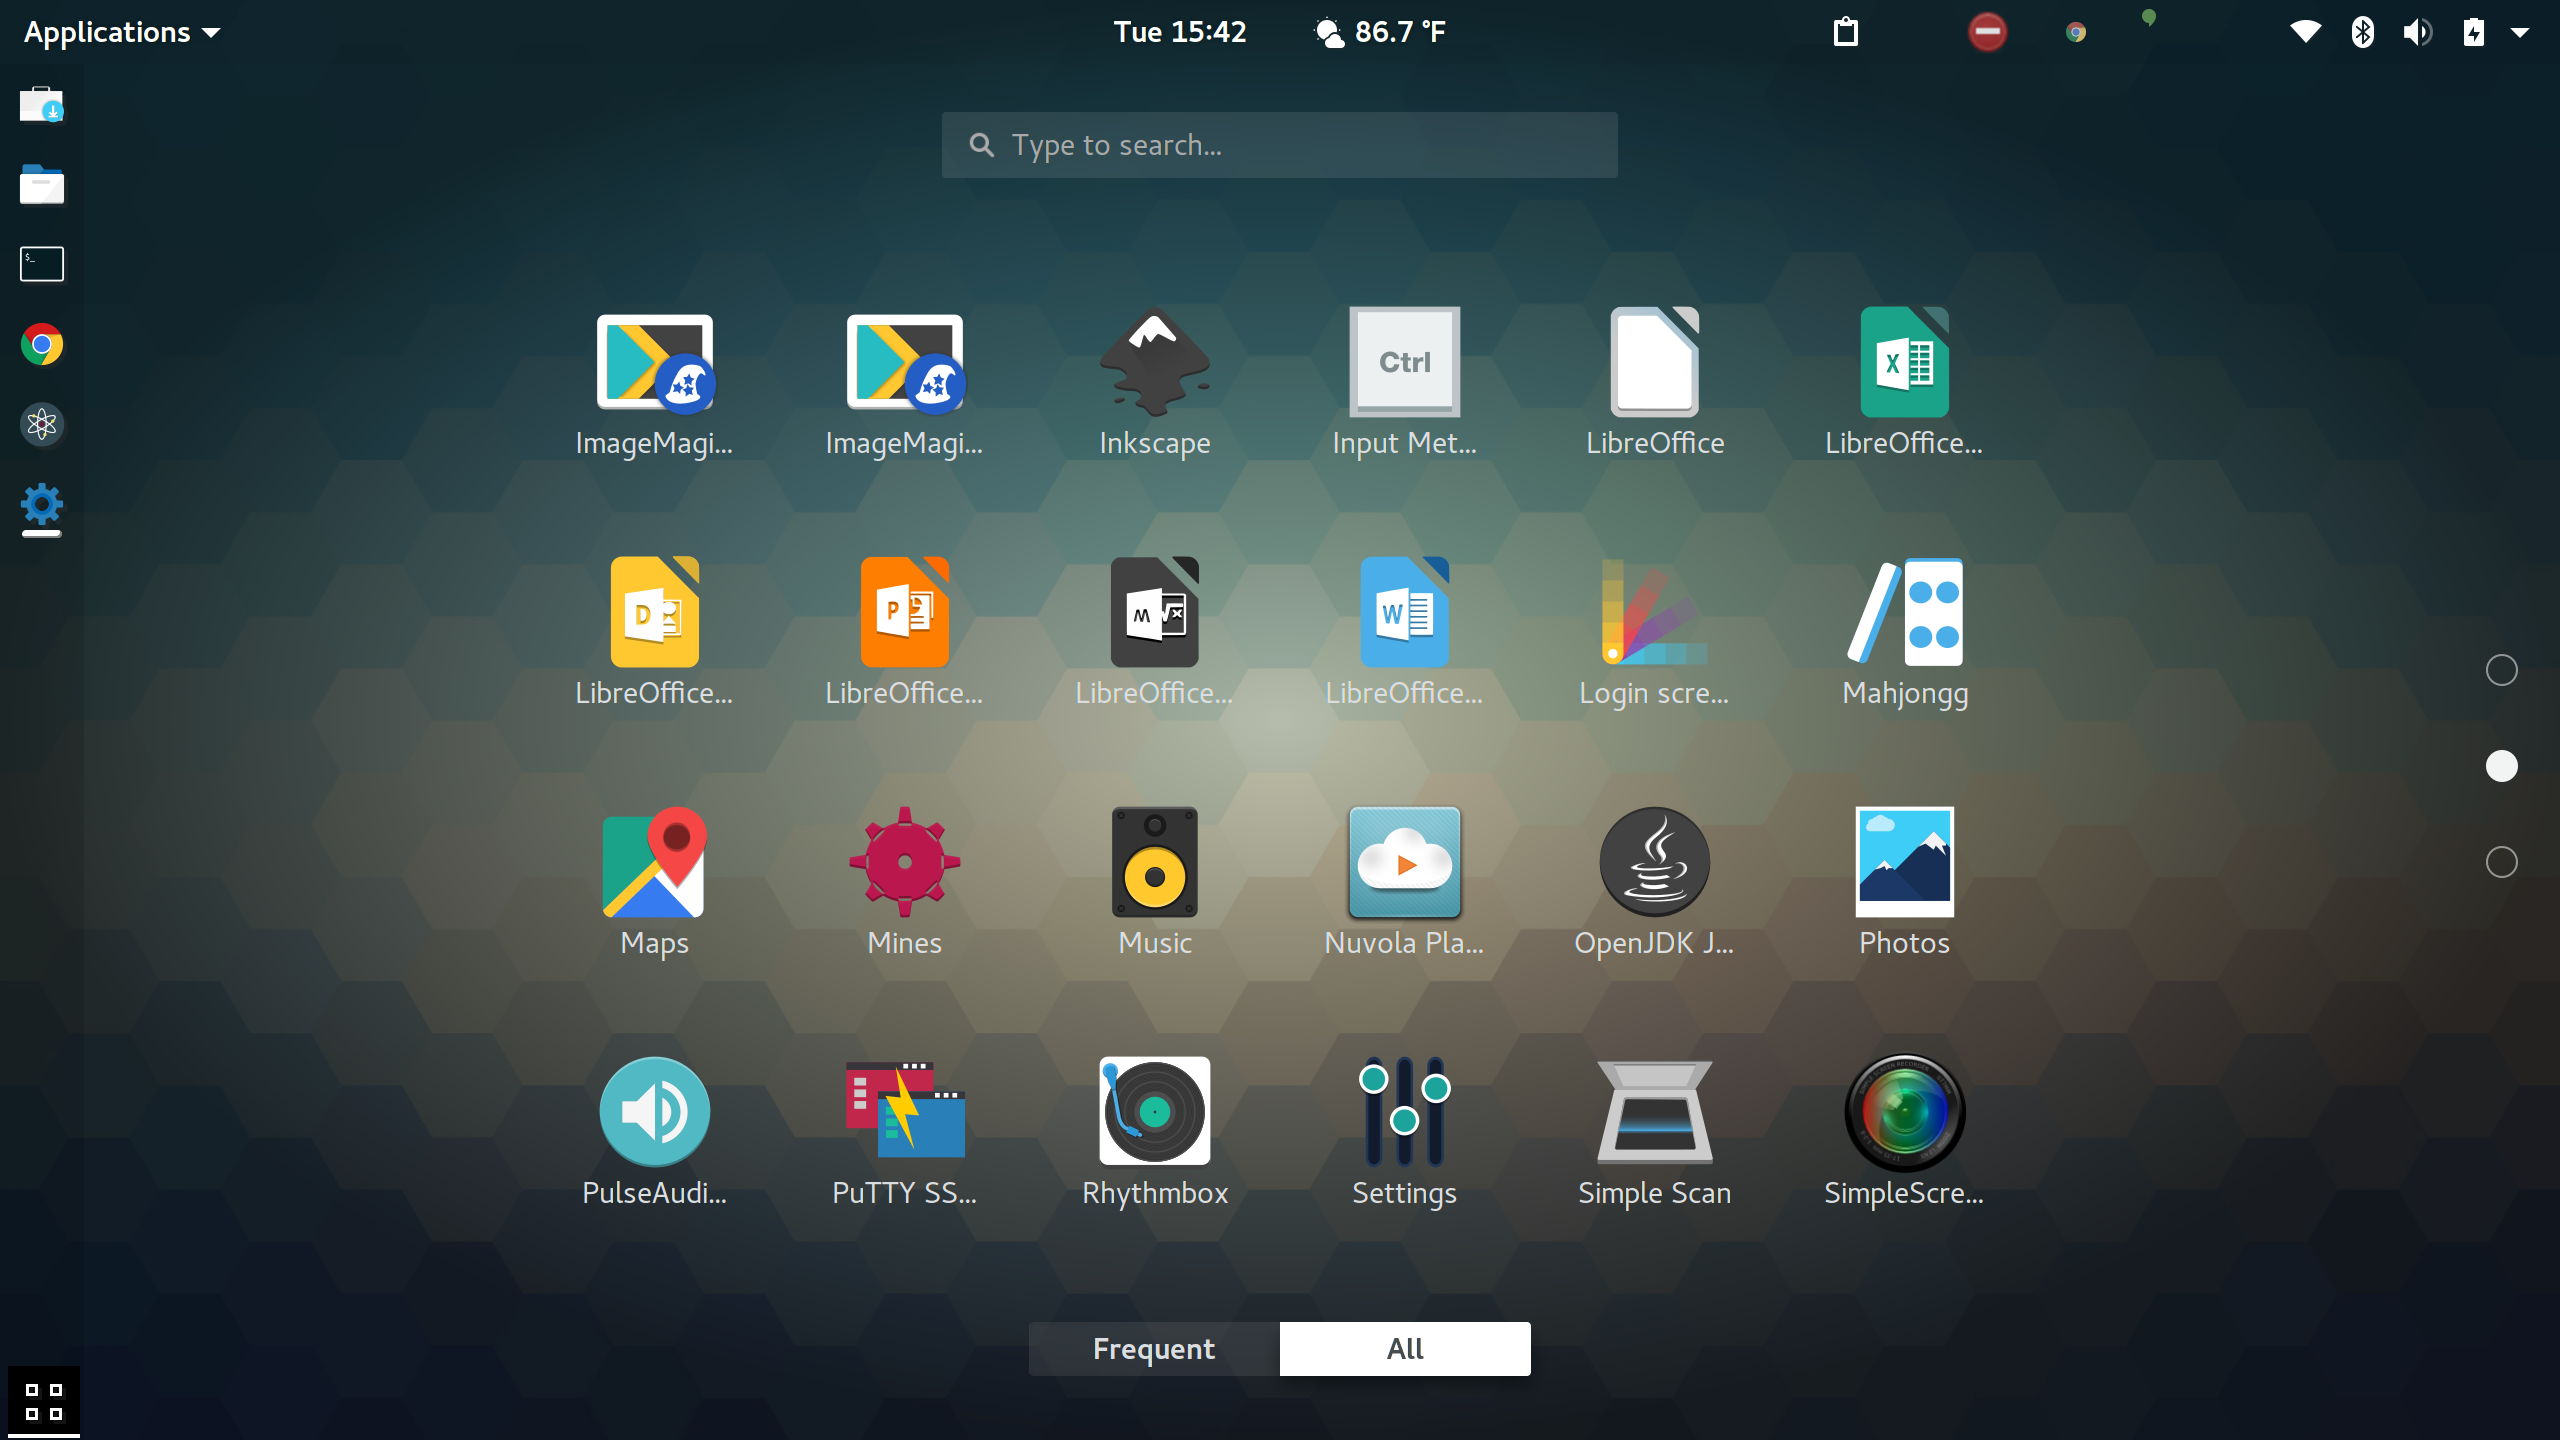 Applications
Tue 15:42
86.7 °F
Type to search...
$_
Ctrl
X
ImageMagi...
ImageMagi...
Inkscape
Input Met...
LibreOffice
LibreOffice...
D
P
M
√x
W
LibreOffice...
LibreOffice...
LibreOffice...
LibreOffice...
Login scre...
Mahjongg
Maps
Mines
Music
Nuvola Pla...
OpenJDK J...
Photos
PulseAudi...
PuTTY SS...
Rhythmbox
Settings
Simple Scan
SimpleScre...
Frequent
All